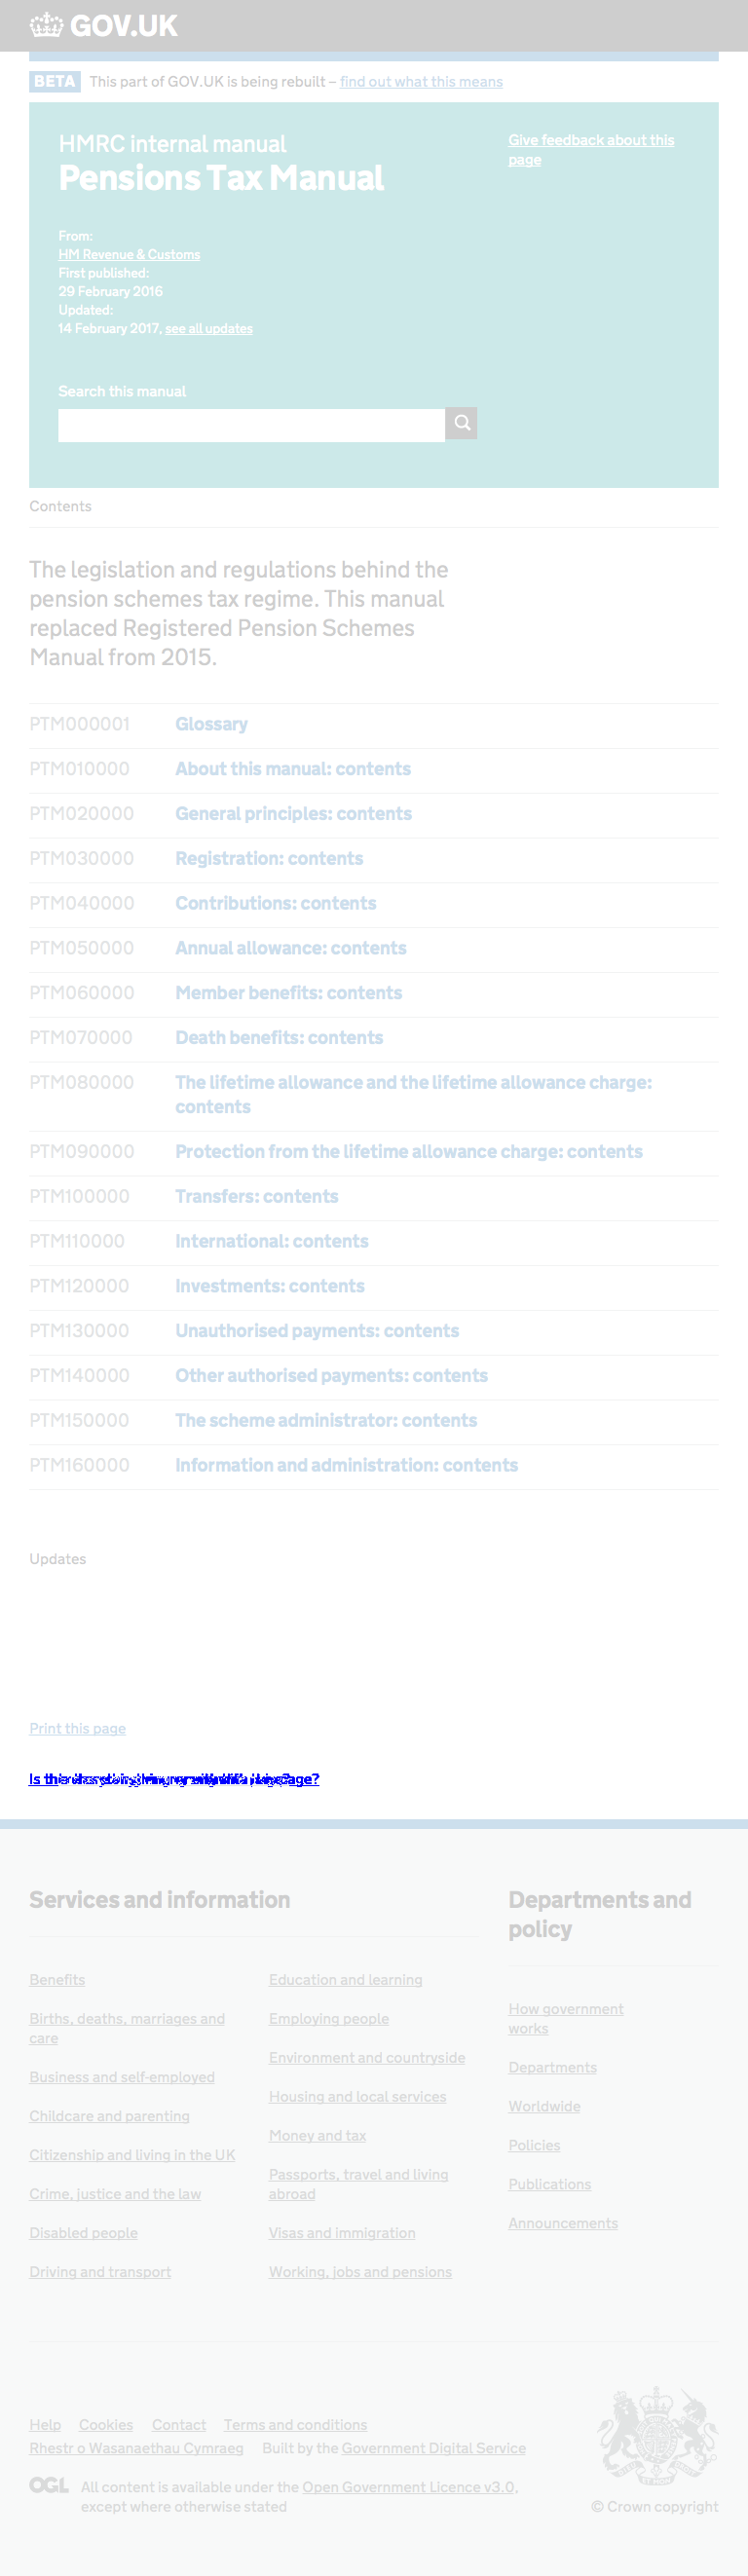 GOV.UK
BETA This part of GOV.UK is being rebuilt – find out what this means
HMRC internal manual
Pensions Tax Manual
Give feedback about this
page
From:
HM Revenue & Customs
First published:
29 February 2016
Updated:
14 February 2017, see all updates
Search this manual
Contents
The legislation and regulations behind the
pension schemes tax regime. This manual
replaced Registered Pension Schemes
Manual from 2015.
PTM000001 Glossary
PTM010000 About this manual: contents
PTM020000 General principles: contents
PTM030000 Registration: contents
PTM040000 Contributions: contents
PTM050000 Annual allowance: contents
PTM060000 Member benefits: contents
PTM070000 Death benefits: contents
PTM080000 The lifetime allowance and the lifetime allowance charge:
contents
PTM090000 Protection from the lifetime allowance charge: contents
PTM100000 Transfers: contents
PTM110000 International: contents
PTM120000 Investments: contents
PTM130000 Unauthorised payments: contents
PTM140000 Other authorised payments: contents
PTM150000 The scheme administrator: contents
PTM160000 Information and administration: contents
Updates
Print this page
Services and information
Benefits
Births, deaths, marriages and
care
Business and self-employed
Childcare and parenting
Citizenship and living in the UK
Crime, justice and the law
Disabled people
Driving and transport
Education and learning
Employing people
Environment and countryside
Housing and local services
Money and tax
Passports, travel and living
abroad
Visas and immigration
Working, jobs and pensions
Departments and
policy
How government
works
Departments
Worldwide
Policies
Publications
Announcements
Help Cookies Contact Terms and conditions
Rhestr o Wasanaethau Cymraeg Built by the Government Digital Service
OGL All content is available under the Open Government Licence v3.0,
except where otherwise stated
© Crown copyright